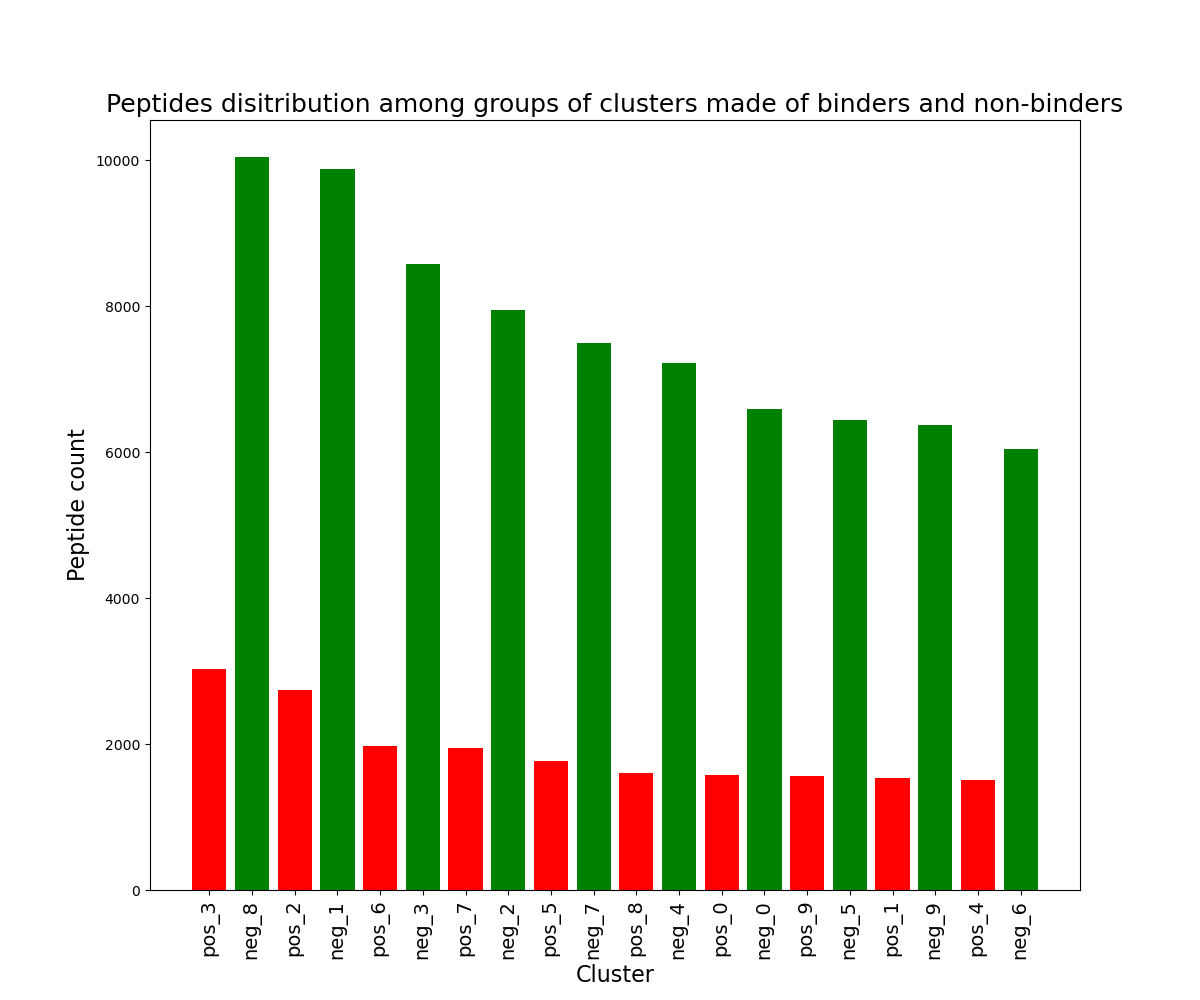 Peptides disitribution among groups of clusters made of binders and non-binders
10000
8000
6000
4000
2000
0
Peptide count
pos_3
neg_8
pos_2
neg_1
pos_6
neg_3
pos_7
neg_2
pos_5
neg_7
pos_8
neg_4
pos_0
neg_0
pos_9
neg_5
pos_1
neg_9
pos_4
neg_6
Cluster